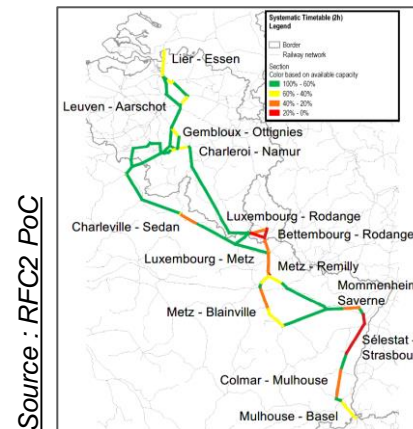 Systematic Timetable (2h)
Legend
Border
Railway network
Section
Color based on available capacity
100% - 60%
60% - 40%
40% - 20%
20% - 0%
Lier - Essen
Leuven - Aarschot
Gembloux - Ottignies
Charleroi - Namur
Luxembourg - Rodange
Charleville - Sedan
Bettembourg - Rodange
Luxembourg - Metz
Metz - Remilly
Mommenheim
Saverne
Metz - Blainville
Sélestat -
Strasbou
Colmar - Mulhouse
Mulhouse - Basel
Source : RFC2 PoC